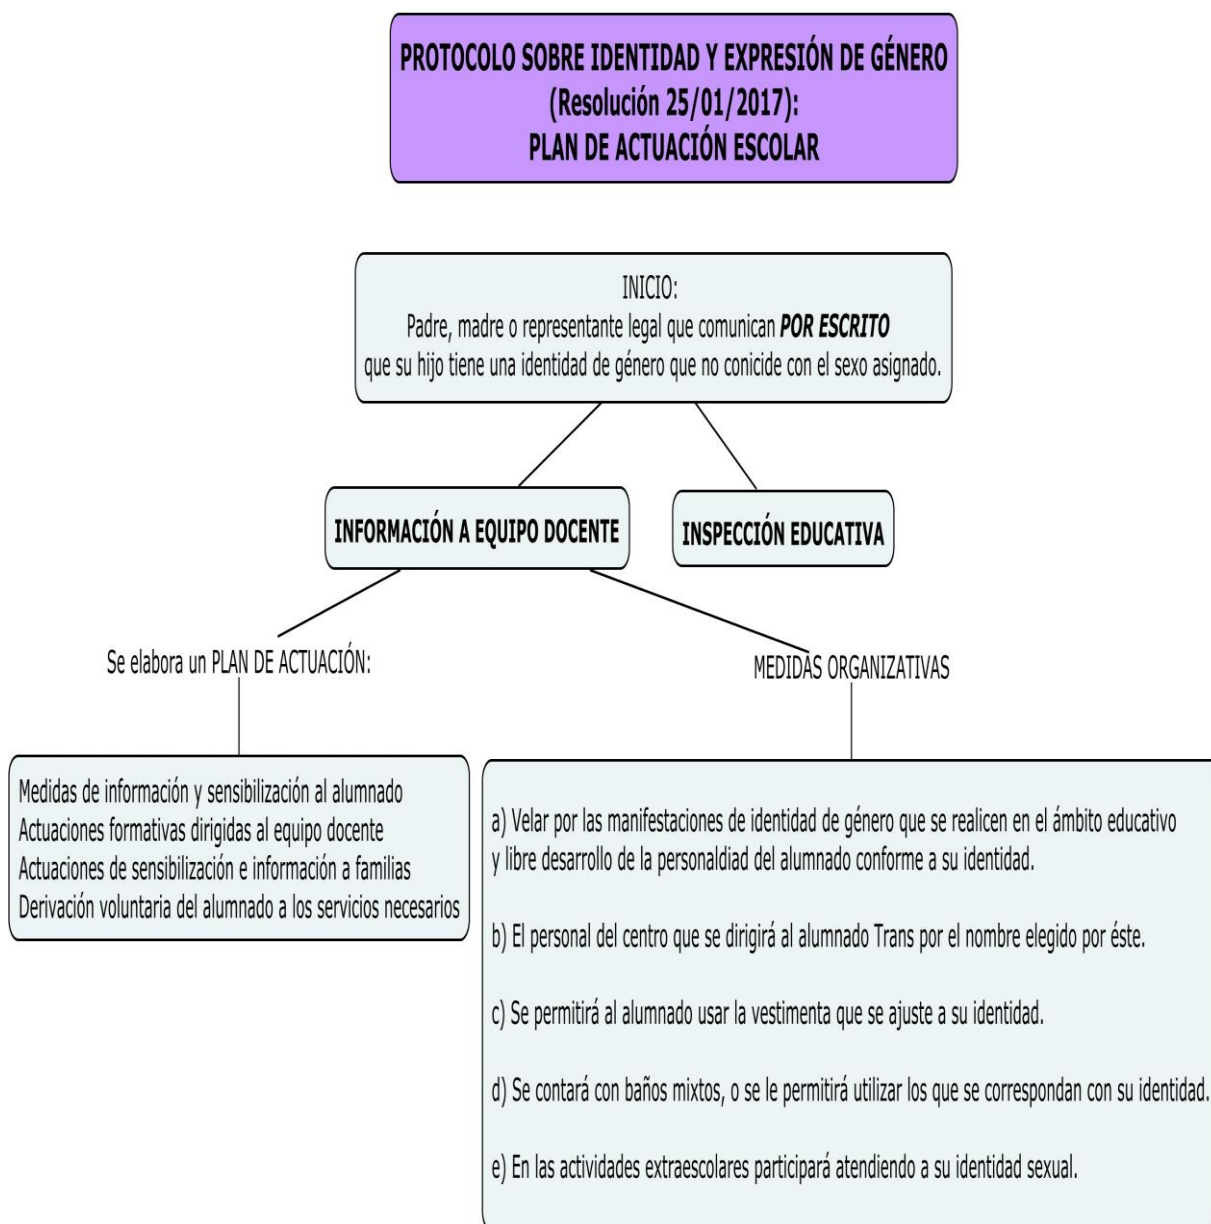 PROTOCOLO SOBRE IDENTIDAD Y EXPRESIÓN DE GÉNERO
(Resolución 25/01/2017):
PLAN DE ACTUACIÓN ESCOLAR
INICIO:
Padre, madre o representante legal que comunican POR ESCRITO
que su hijo tiene una identidad de género que no conicide con el sexo asignado.
INFORMACIÓN A EQUIPO DOCENTE
INSPECCIÓN EDUCATIVA
Se elabora un PLAN DE ACTUACIÓN:
MEDIDAS ORGANIZATIVAS
Medidas de información y sensibilización al alumnado
Actuaciones formativas dirigidas al equipo docente
Actuaciones de sensibilización e información a familias
Derivación voluntaria del alumnado a los servicios necesarios
a) Velar por las manifestaciones de identidad de género que se realicen en el ámbito educativo
y libre desarrollo de la personaldiad del alumnado conforme a su identidad.
b) El personal del centro que se dirigirá al alumnado Trans por el nombre elegido por éste.
c) Se permitirá al alumnado usar la vestimenta que se ajuste a su identidad.
d) Se contará con baños mixtos, o se le permitirá utilizar los que se correspondan con su identidad.
e) En las actividades extraescolares participará atendiendo a su identidad sexual.